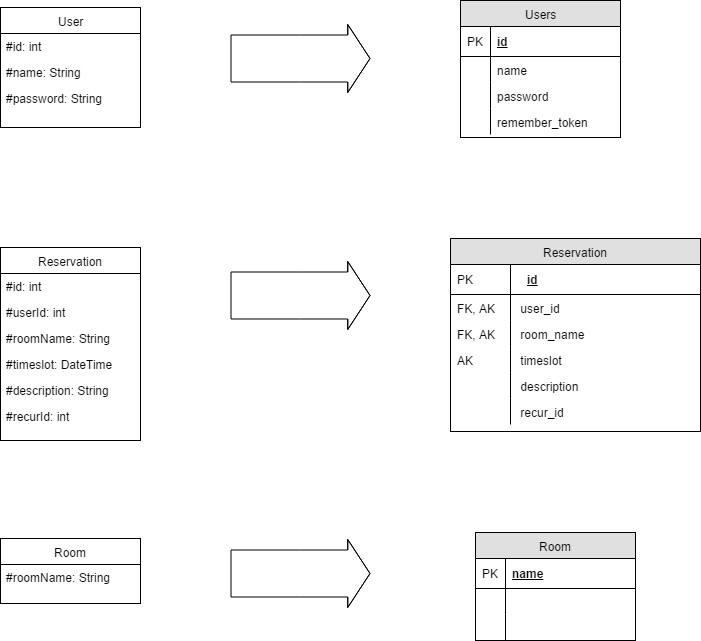 User
#id: int
#name: String
#password: String
Users
PK id
name
password
remember_token
Reservation
#id: int
#userId: int
#roomName: String
#timeslot: DateTime
#description: String
#recurId: int
Reservation
PK id
FK, AK user_id
FK, AK room_name
AK timeslot
description
recur_id
Room
#roomName: String
Room
PK name